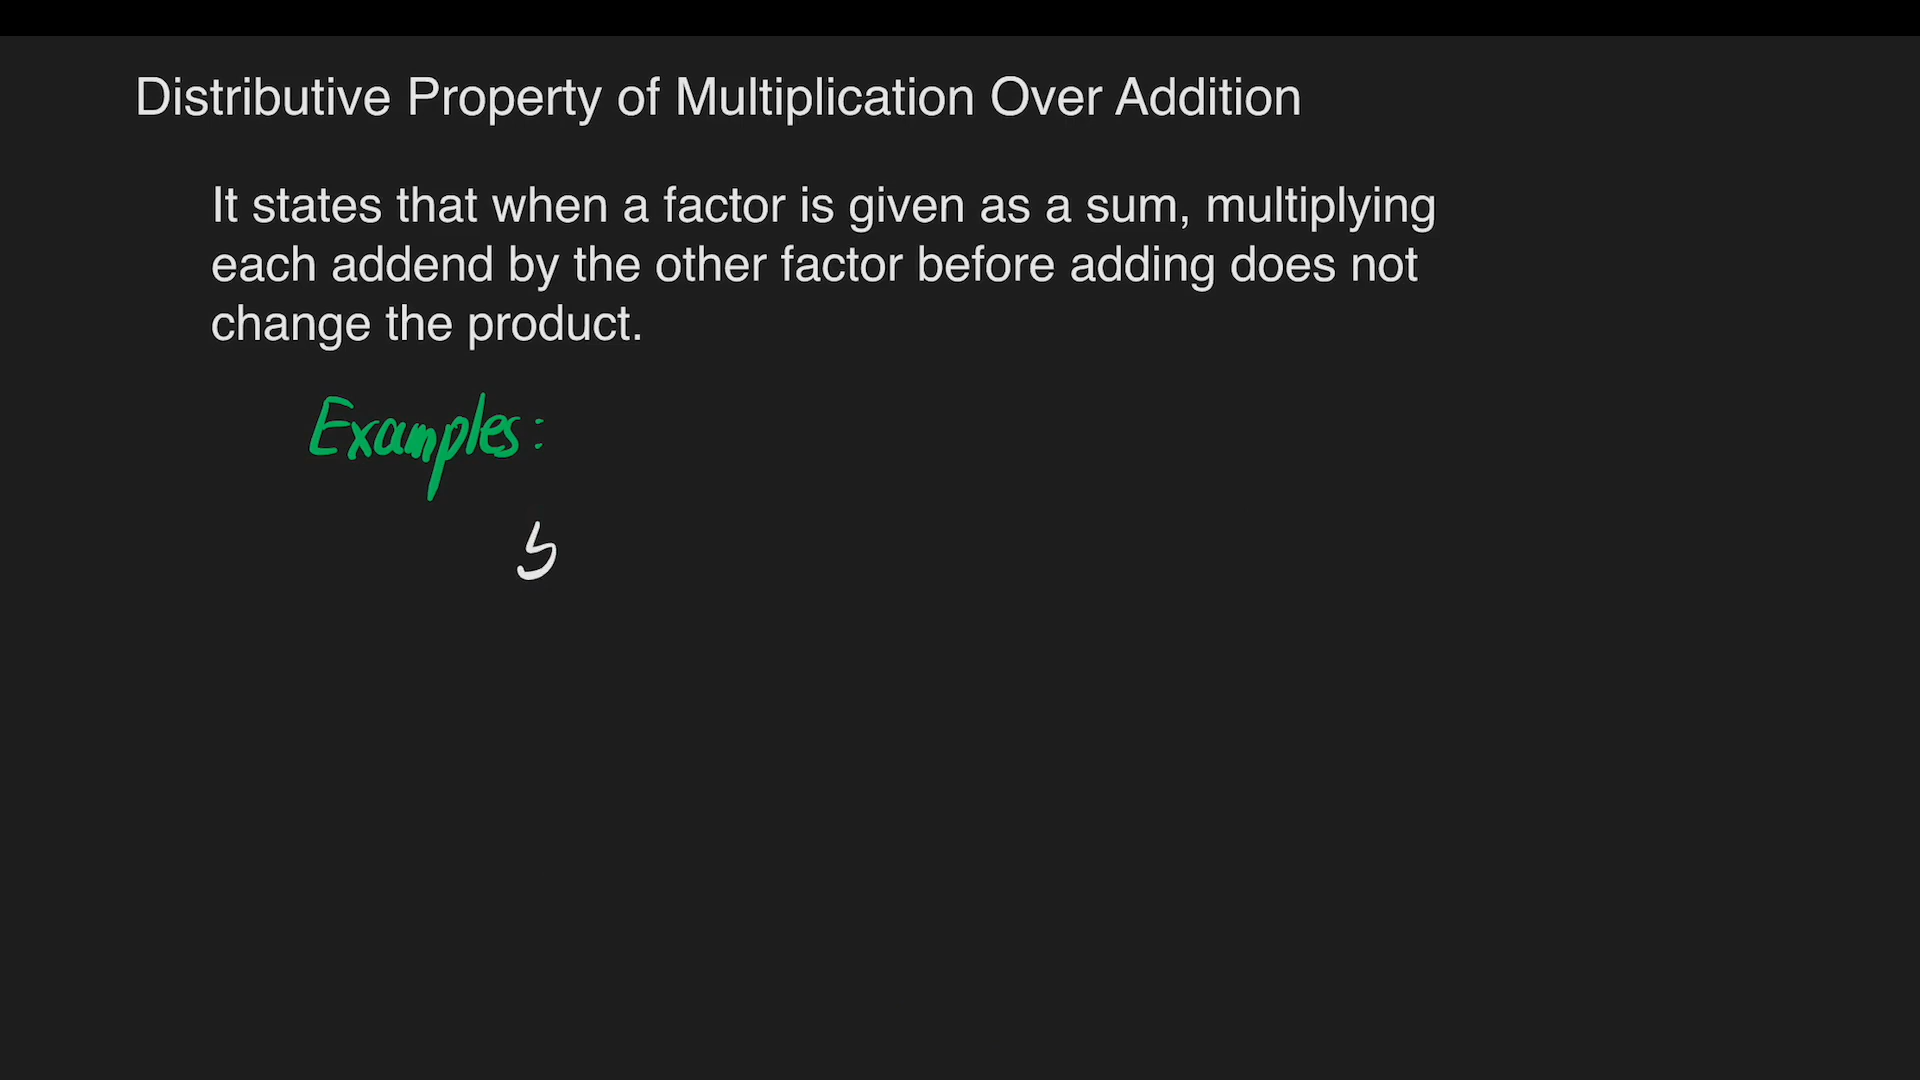 Distributive Property of Multiplication Over Addition
It states that when a factor is given as a sum, multiplying
each addend by the other factor before adding does not
change the product.
Examples:
5